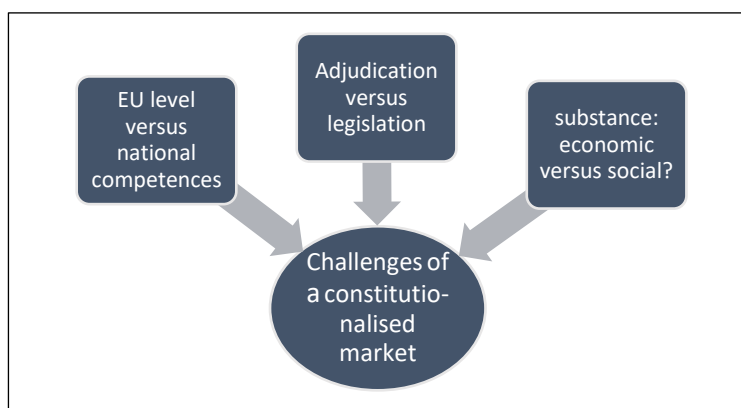 EU level
versus
national
competences
Adjudication
versus
legislation
substance:
economic
versus social?
Challenges of
a constitutio-
nalised
market